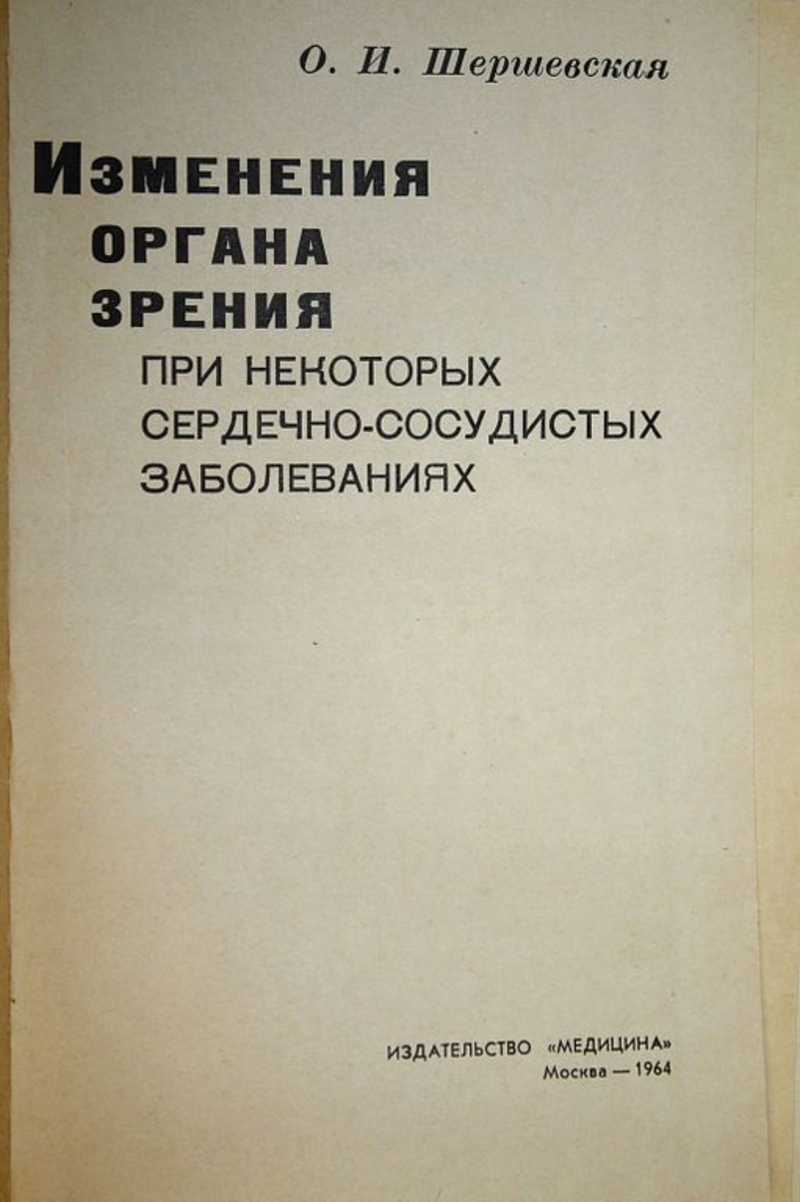 О. И. Шершевская
Изменения
органа
зрения
при некоторых
сердечно-сосудистых
заболеваниях
ИЗДАТЕЛЬСТВО «МЕДИЦИНА»
Москва — 1964